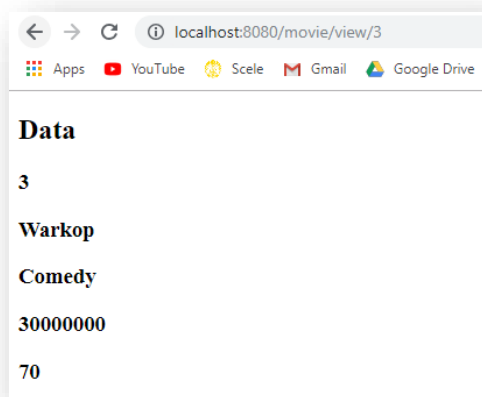 localhost:8080/movie/view/3
Apps YouTube Scele Gmail Google Drive
Data
3
Warkop
Comedy
30000000
70